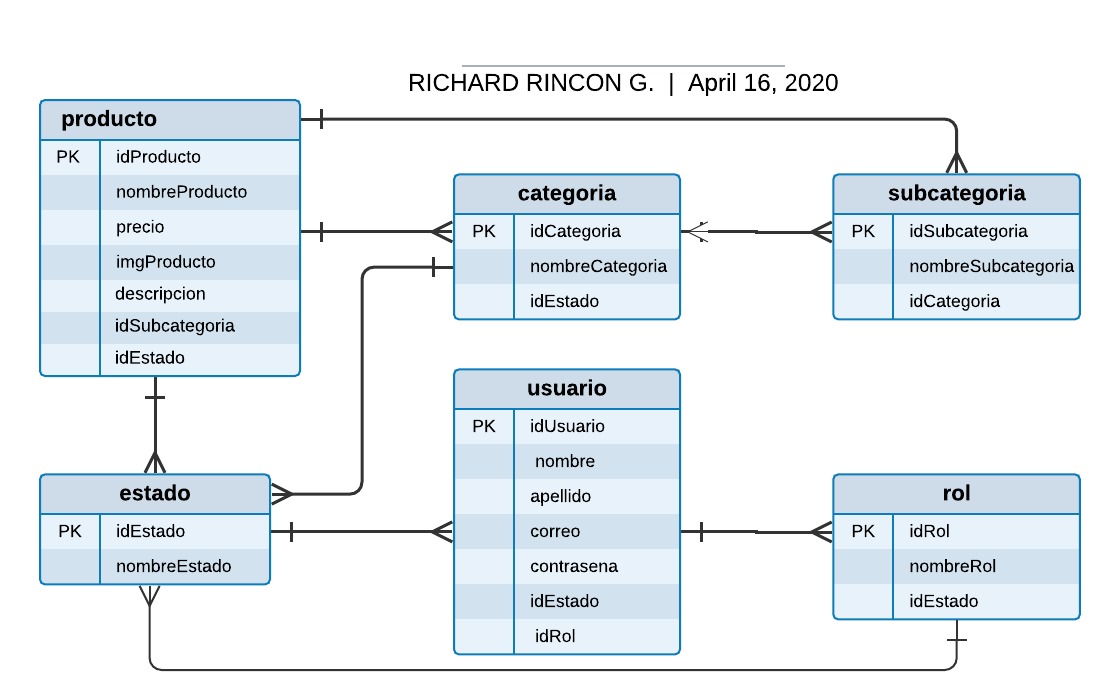 RICHARD RINCON G. | April 16, 2020
producto
PK idProducto
nombreProducto
precio
imgProducto
descripcion
idSubcategoria
idEstado
categoria
PK idCategoria
nombreCategoria
idEstado
subcategoria
PK idSubcategoria
nombreSubcategoria
idCategoria
estado
PK idEstado
nombreEstado
usuario
PK idUsuario
nombre
apellido
correo
contrasena
idEstado
idRol
rol
PK idRol
nombreRol
idEstado